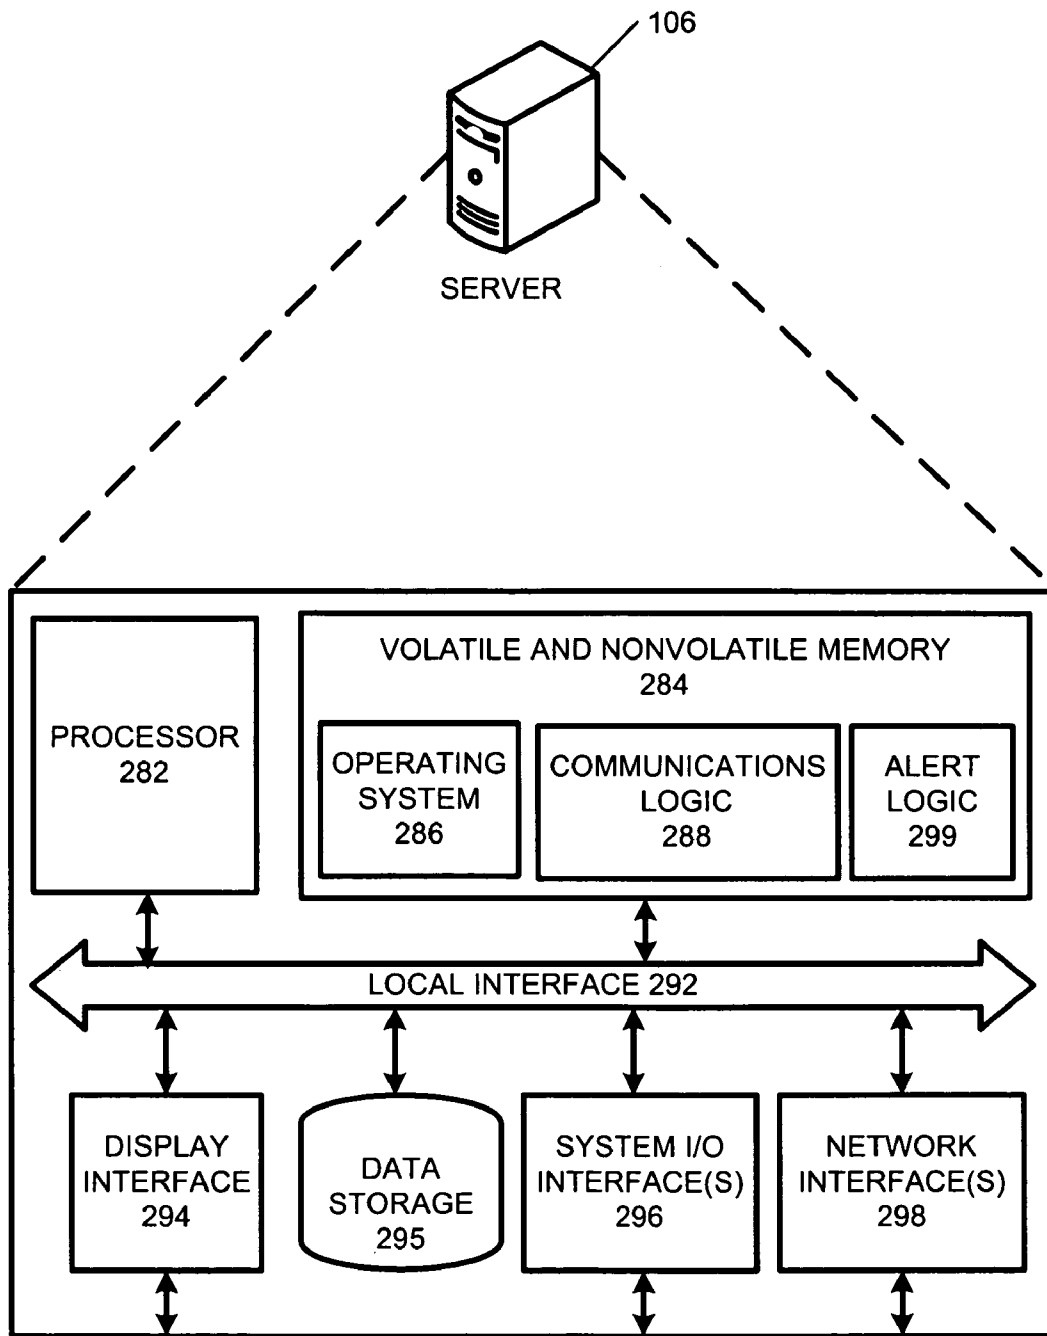 106
SERVER
PROCESSOR
282
VOLATILE AND NONVOLATILE MEMORY
284
OPERATING
SYSTEM
286
COMMUNICATIONS
LOGIC
288
ALERT
LOGIC
299
LOCAL INTERFACE 292
DISPLAY
INTERFACE
294
DATA
STORAGE
295
SYSTEM I/O
INTERFACE(S)
296
NETWORK
INTERFACE(S)
298